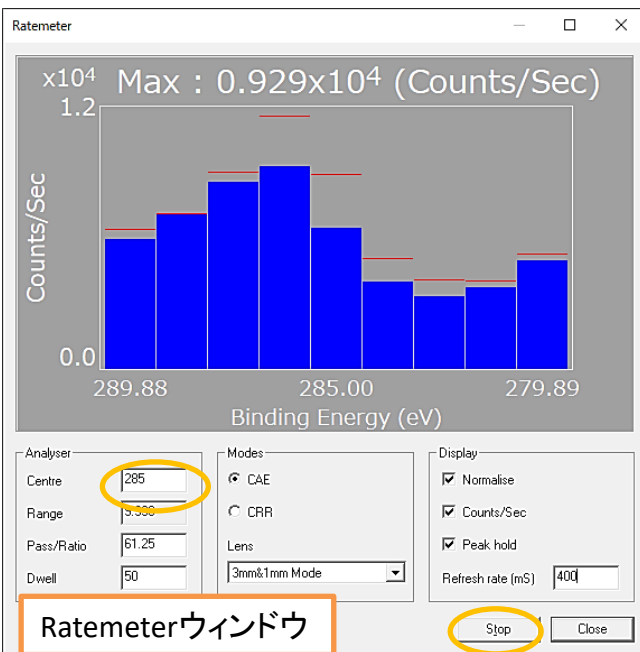 Ratemeter
x10⁴ Max : 0.929x10⁴ (Counts/Sec)
1.2
Counts/Sec
0.0
289.88 285.00 279.89
Binding Energy (eV)
Analyser
Centre 285
Range
Pass/Ratio 61.25
Dwell 50
Modes
CAE
CRR
Lens
3mm&1mm Mode
Display
Normalise
Counts/Sec
Peak hold
Refresh rate (mS) 400
Ratemeterウィンドウ
Stop Close